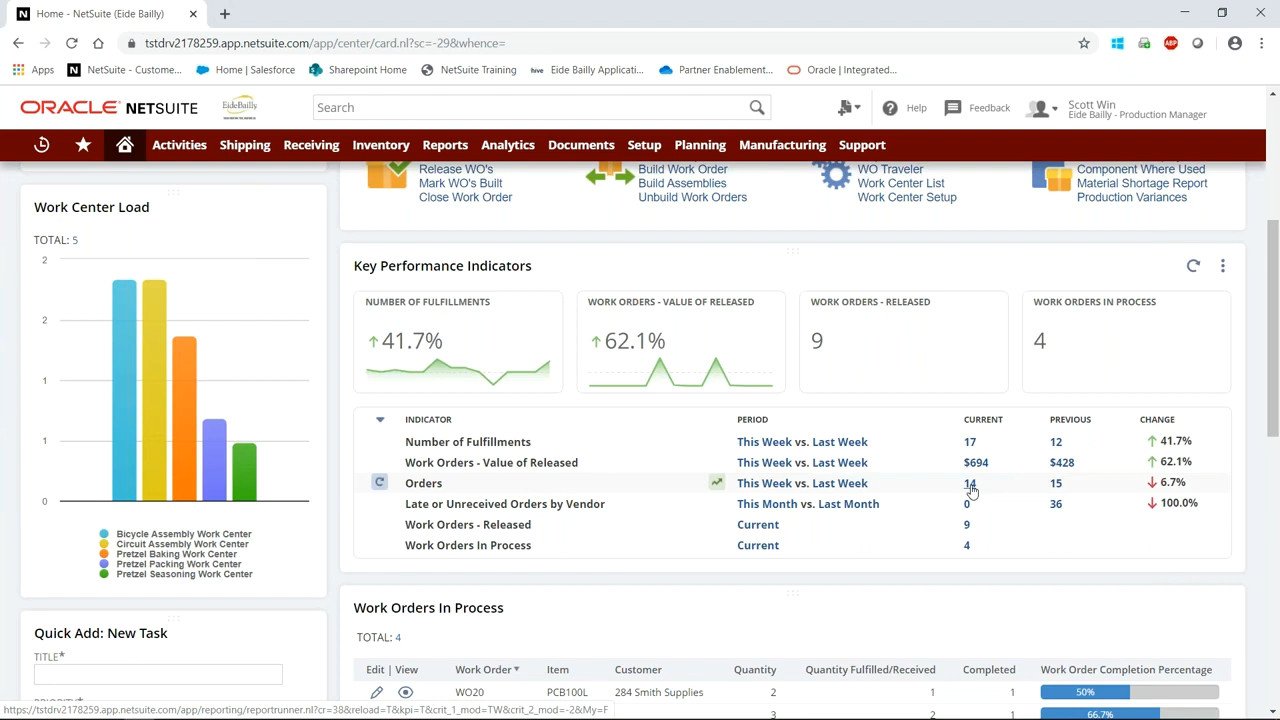 Home - NetSuite (Eide Bailly)
tstdrv2178259.app.netsuite.com/app/center/card.nl?sc=-29&whence=
Apps
NetSuite - Custome...
Home | Salesforce
Sharepoint Home
NetSuite Training
Eide Bailly Applicati...
Partner Enablement...
Oracle | Integrated...
ORACLE NETSUITE
EideBailly
Search
Help
Feedback
Scott Win
Eide Bailly - Production Manager
Activities Shipping Receiving Inventory Reports Analytics Documents Setup Planning Manufacturing Support
Release WO's
Mark WO's Built
Close Work Order
Build Work Order
Build Assemblies
Unbuild Work Orders
WO Traveler
Work Center List
Work Center Setup
Component Where Used
Material Shortage Report
Production Variances
Work Center Load
TOTAL: 5
2
2
1
1
0
Bicycle Assembly Work Center
Circuit Assembly Work Center
Pretzel Baking Work Center
Pretzel Packing Work Center
Pretzel Seasoning Work Center
Quick Add: New Task
TITLE*
Key Performance Indicators
NUMBER OF FULFILLMENTS
41.7%
WORK ORDERS - VALUE OF RELEASED
62.1%
WORK ORDERS - RELEASED
9
WORK ORDERS IN PROCESS
4
INDICATOR PERIOD CURRENT PREVIOUS CHANGE
Number of Fulfillments This Week vs. Last Week 17 12 41.7%
Work Orders - Value of Released This Week vs. Last Week $694 $428 62.1%
Orders This Week vs. Last Week 14 15 6.7%
Late or Unreceived Orders by Vendor This Month vs. Last Month 0 36 100.0%
Work Orders - Released Current 9
Work Orders In Process Current 4
Work Orders In Process
TOTAL: 4
Edit | View Work Order Item Customer Quantity Quantity Fulfilled/Received Completed Work Order Completion Percentage
WO20 PCB100L 284 Smith Supplies 2 1 1 50%
3 2 1 66.7%
https://tstdrv2178259.app.netsuite.com/app/reporting/reportrunner.nl?cr=38&reload=T&kpi=T&crit_1_mod=TW&crit_2_mod=-2&My=F